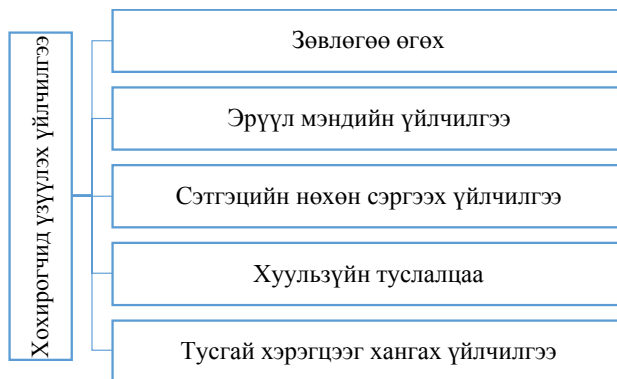 Хохирогчид үзүүлэх үйлчилгээ
Зөвлөгөө өгөх
Эрүүл мэндийн үйлчилгээ
Сэтгэцийн нөхөн сэргээх үйлчилгээ
Хуульзүйн туслалцаа
Тусгай хэрэгцээг хангах үйлчилгээ